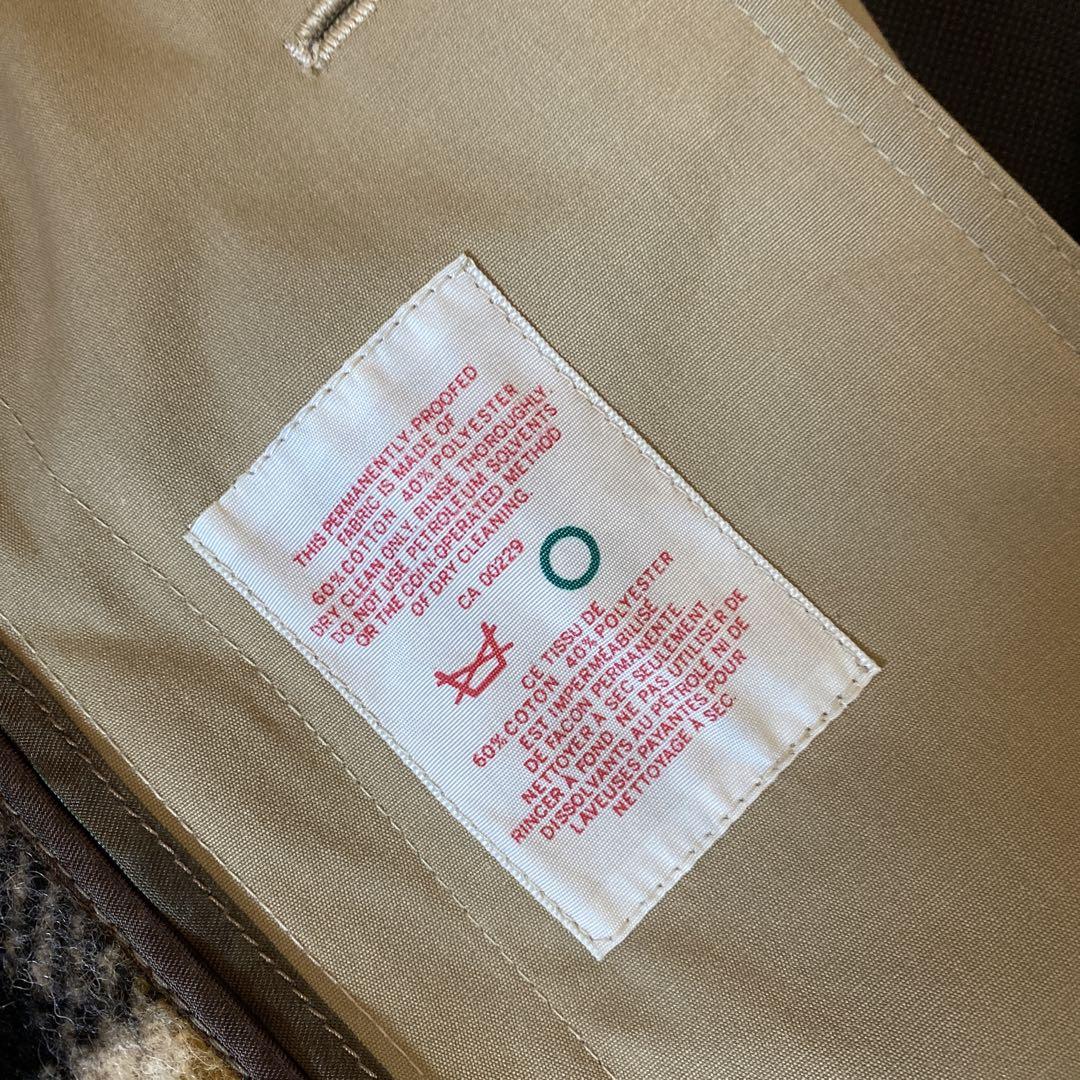 THIS PERMANENTLY-PROOFED
FABRIC IS MADE OF
60% COTTON 40% POLYESTER
DRY CLEAN ONLY. RINSE THOROUGHLY.
DO NOT USE PETROLEUM SOLVENTS
OR THE COIN-OPERATED METHOD
OF DRY CLEANING.
CA 00229
CE TISSU DE
60% COTON 40% POLYESTER
EST IMPERMÉABILISÉ
DE FACON PERMANENTE.
NETTOYER À SEC SEULEMENT
RINCER À FOND. NE PAS UTILISER DE
DISSOLVANTS AU PÉTROLE NI DE
LAVEUSES PAYANTES POUR
NETTOYAGE À SEC